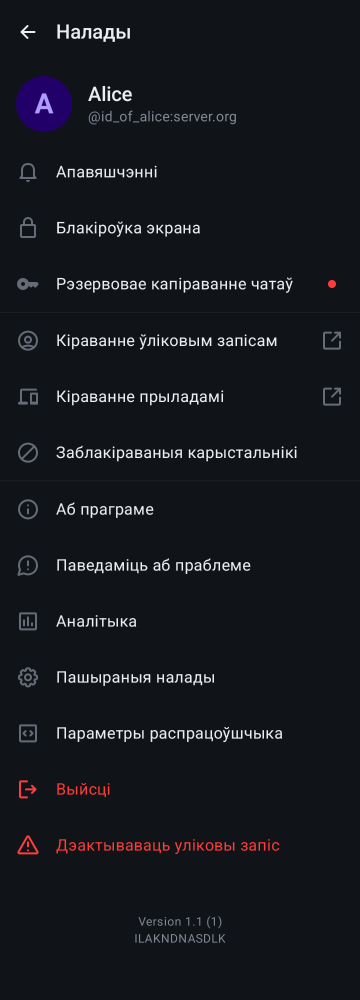 Налады
A
Alice
@id_of_alice:server.org
Апавяшчэнні
Блакіроўка экрана
Рэзервовае капіраванне чатаў
Кіраванне ўліковым запісам
Кіраванне прыладамі
Заблакіраваныя карыстальнікі
Аб праграме
Паведаміць аб праблеме
Аналітыка
Пашыраныя налады
Параметры распрацоўшчыка
Выйсці
Дэактываваць уліковы запіс
Version 1.1 (1)
ILAKNDNASDLK